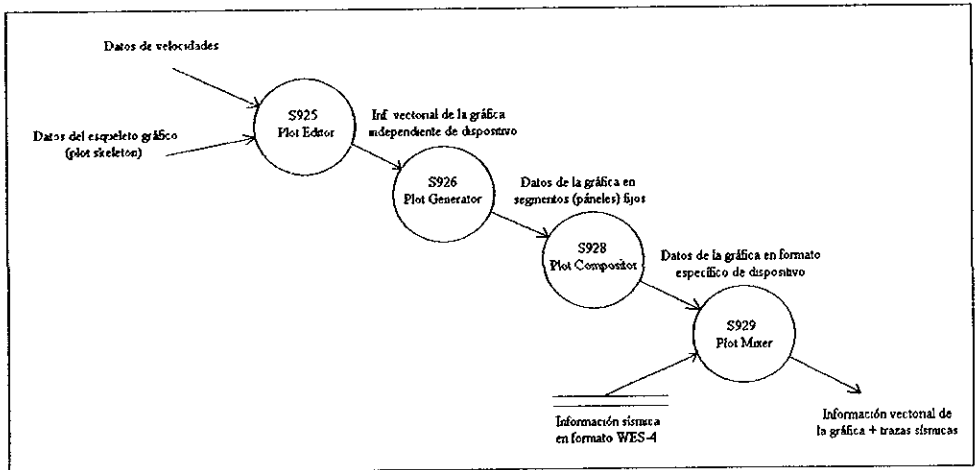 Datos de velocidades
Datos del esqueleto gráfico
(plot skeleton)
S925
Plot Editor
Inf vectorial de la gráfica
independiente de dispositivo
S926
Plot Generator
Datos de la gráfica en
segmentos (páneles) fijos
S928
Plot Compositor
Datos de la gráfica en formato
específico de dispositivo
S929
Plot Mixer
Información sísmica
en formato WES-4
Información vectorial de
la gráfica + trazas sísmicas